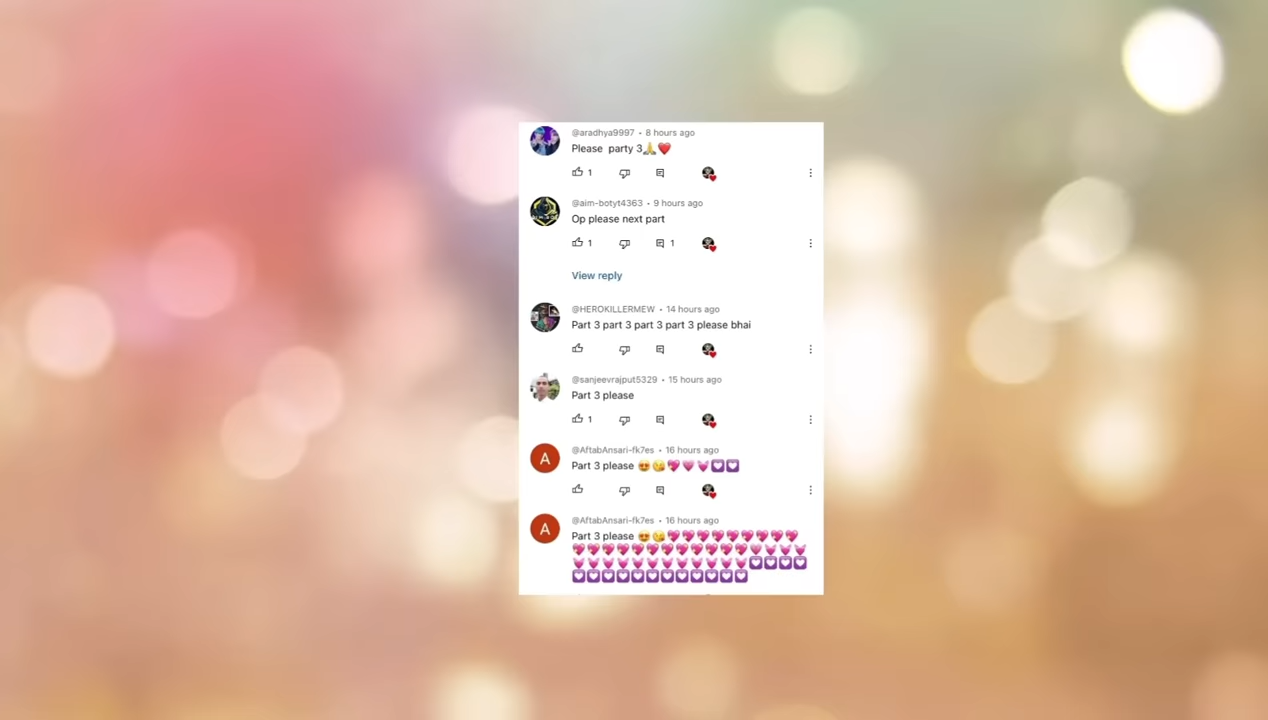 @aradhya9997 • 8 hours ago
Please party 3🙏❤️
1
@aim-botyt4363 • 9 hours ago
Op please next part
1 1
View reply
@HEROKILLERMEW • 14 hours ago
Part 3 part 3 part 3 part 3 please bhai
@sanjeevrajput5329 • 15 hours ago
Part 3 please
1
A
@AftabAnsari-fk7es • 16 hours ago
Part 3 please 😍😘💖💗💓💟💟
A
@AftabAnsari-fk7es • 16 hours ago
Part 3 please 😍😘💖💖💖💖💖💖💖💖💖
💖💖💖💖💖💖💖💖💖💖💖💖💗💓💓💓
💓💓💓💓💓💓💓💓💓💓💓💓💟💟💟💟
💟💟💟💟💟💟💟💟💟💟💟💟